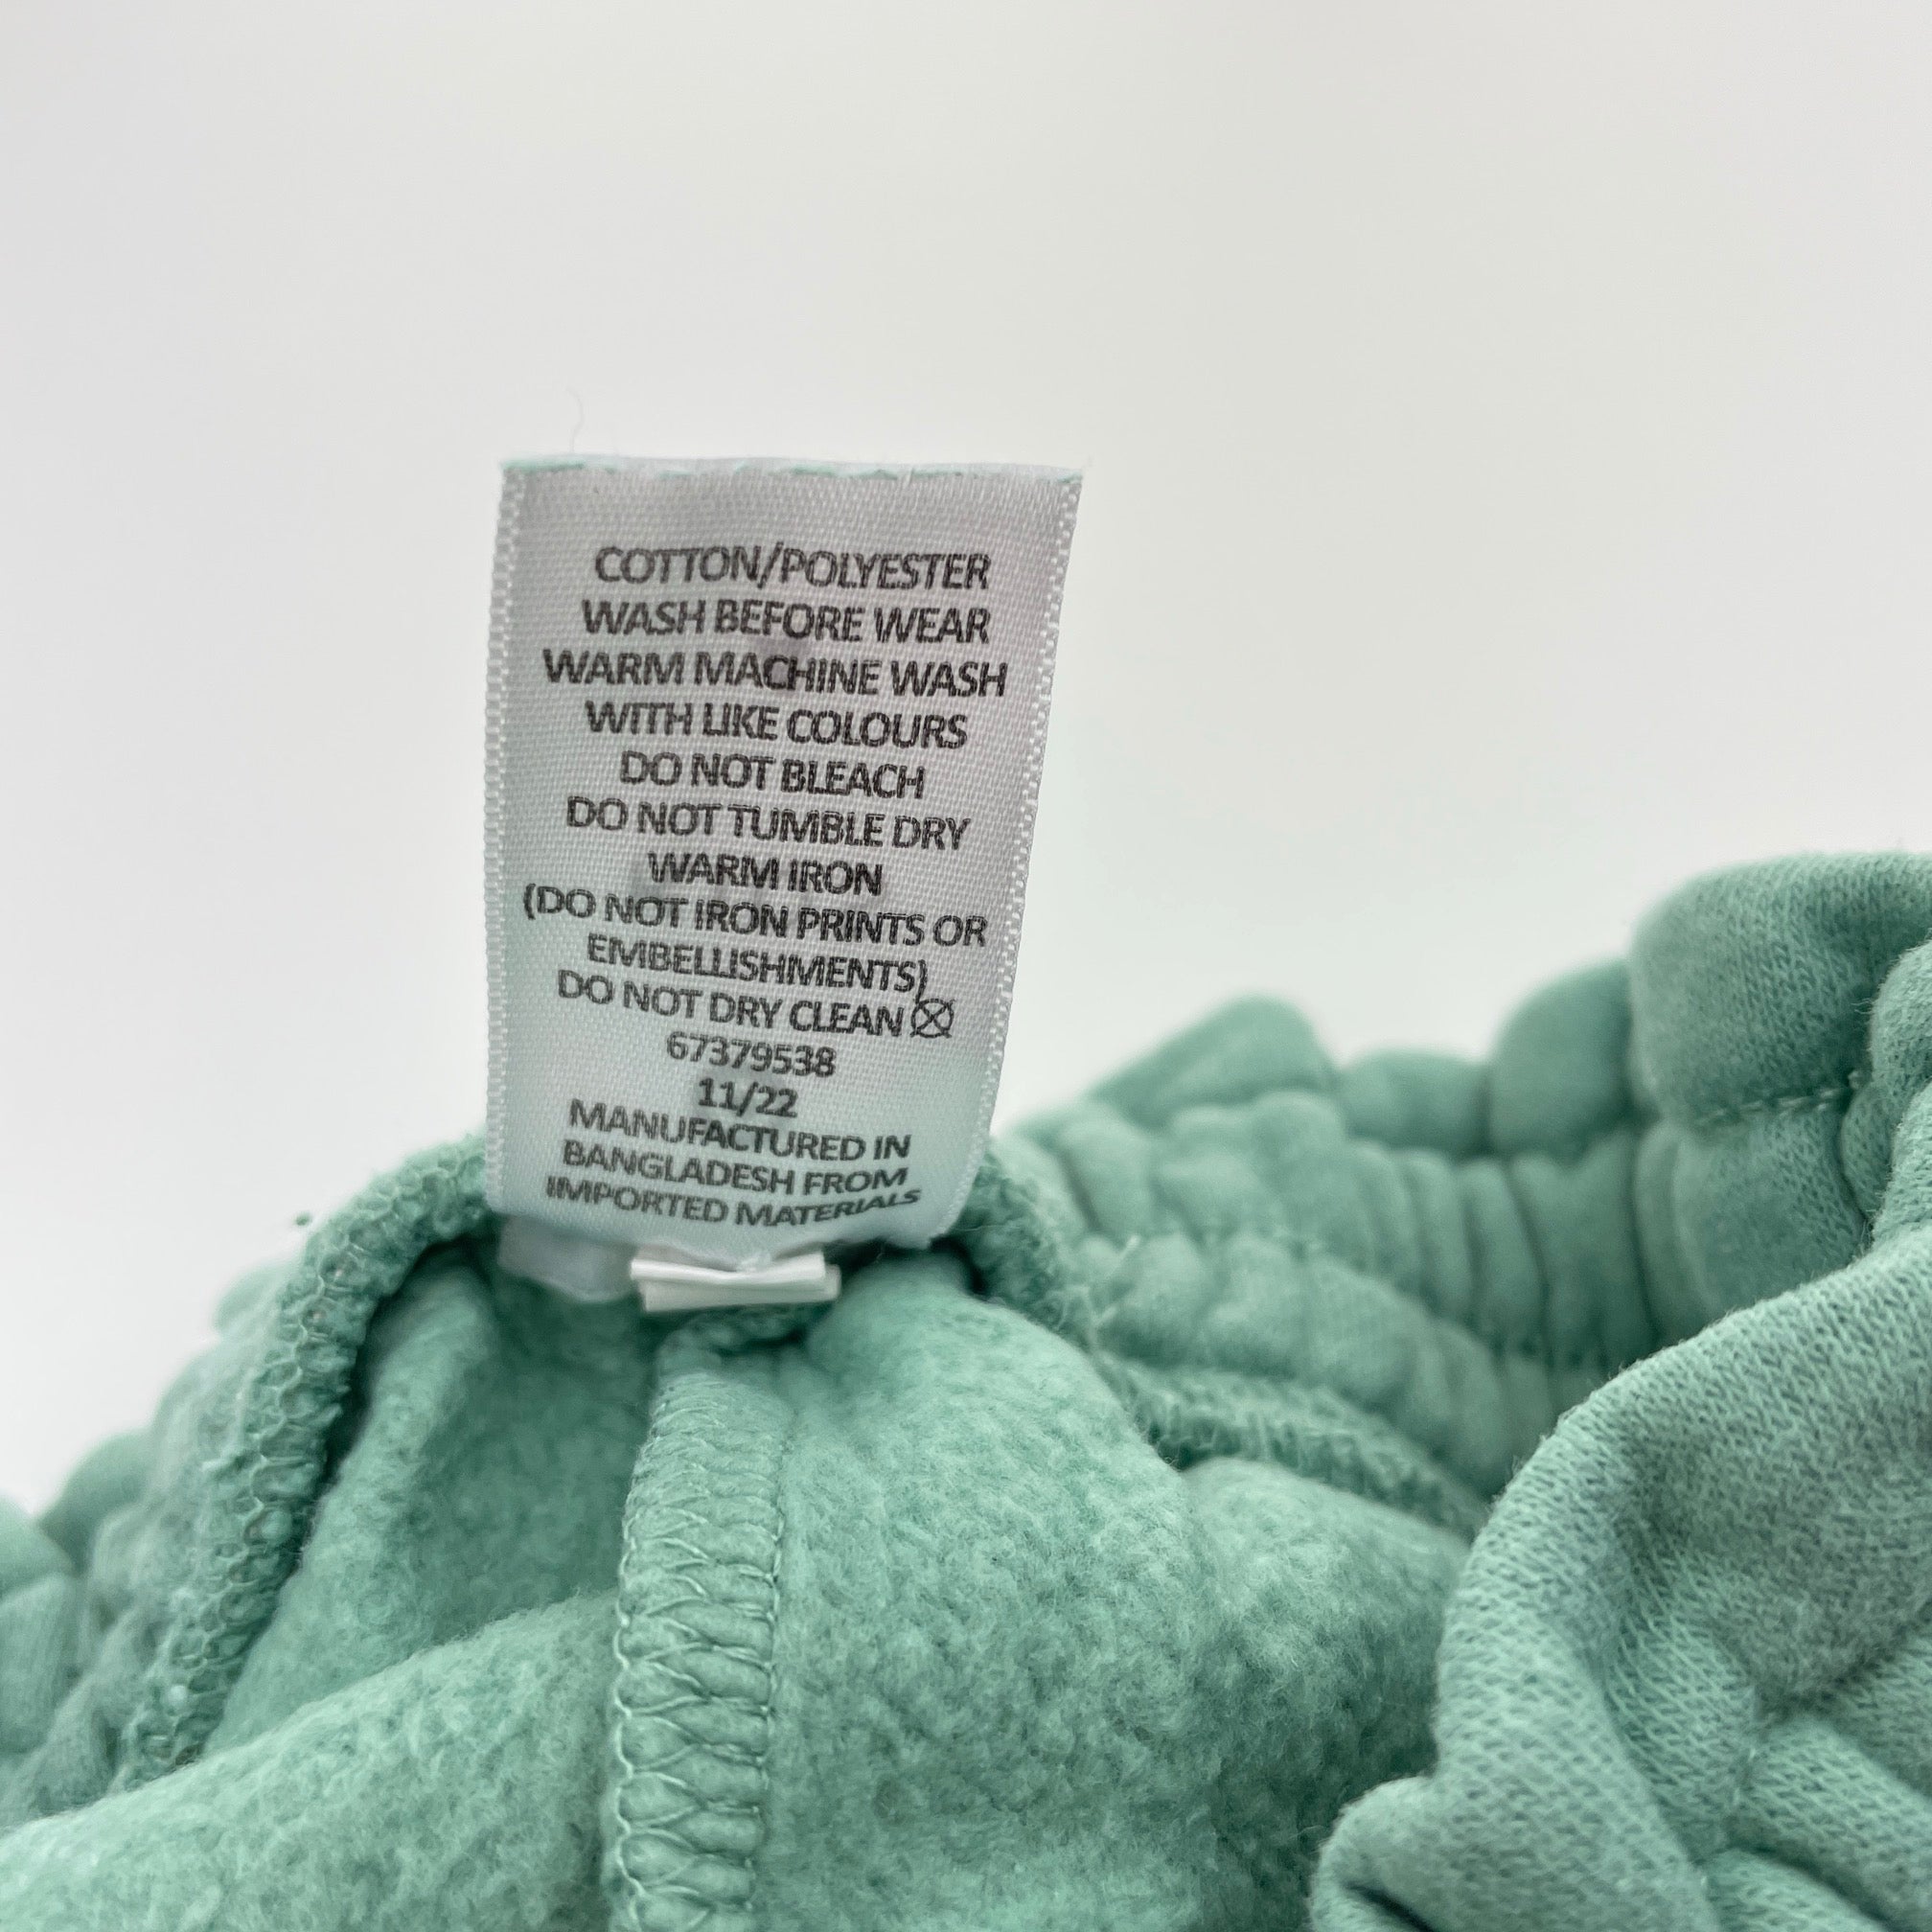 COTTON/POLYESTER
WASH BEFORE WEAR
WARM MACHINE WASH
WITH LIKE COLOURS
DO NOT BLEACH
DO NOT TUMBLE DRY
WARM IRON
(DO NOT IRON PRINTS OR
EMBELLISHMENTS)
DO NOT DRY CLEAN
67379538
11/22
MANUFACTURED IN
BANGLADESH FROM
IMPORTED MATERIALS